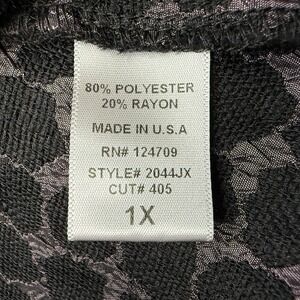 80% POLYESTER
20% RAYON
MADE IN U.S.A
RN# 124709
STYLE# 2044JX
CUT# 405
1X